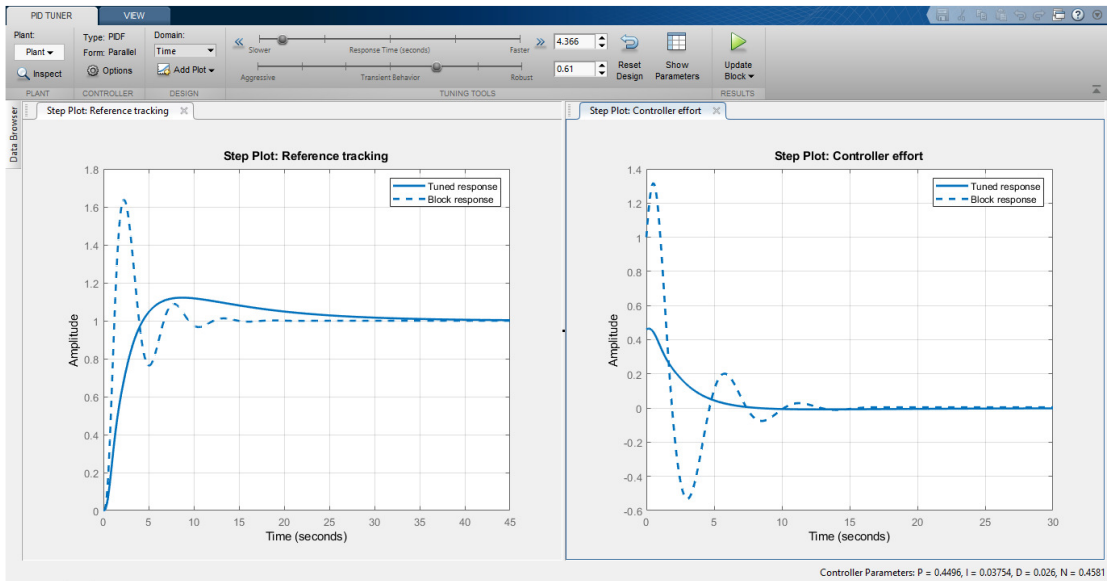 PID TUNER VIEW
Plant: Type: PIDF Domain:
Plant Form: Parallel Time Slower Response Time (seconds) Faster 4.366
Inspect Options Add Plot Aggressive Transient Behavior Robust 0.61 Reset Design Show Parameters Update Block
PLANT CONTROLLER DESIGN TUNING TOOLS RESULTS
Data Browser
Step Plot: Reference tracking
Step Plot: Controller effort
Step Plot: Reference tracking
Tuned response
Block response
Amplitude
1.8
1.6
1.4
1.2
1
0.8
0.6
0.4
0.2
0
0 5 10 15 20 25 30 35 40 45
Time (seconds)
Step Plot: Controller effort
Tuned response
Block response
Amplitude
1.4
1.2
1
0.8
0.6
0.4
0.2
0
-0.2
-0.4
-0.6
0 5 10 15 20 25 30
Time (seconds)
Controller Parameters: P = 0.4496, I = 0.03754, D = 0.026, N = 0.4581